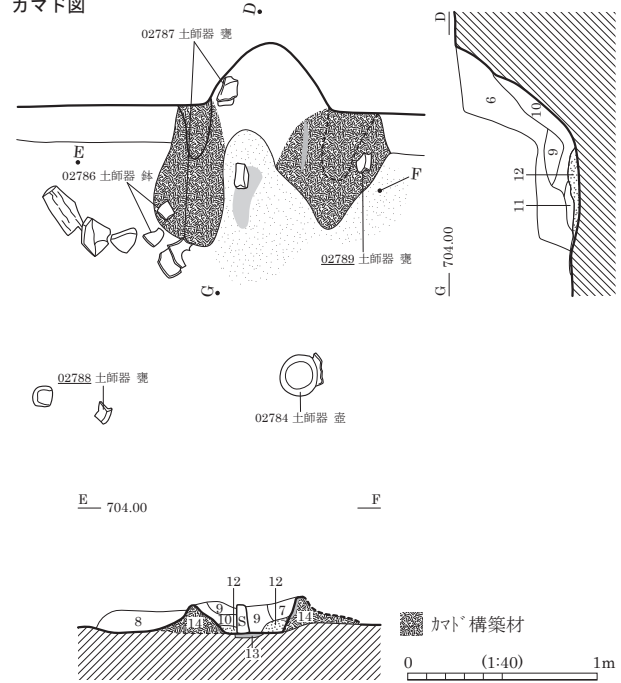 カマド図
D
02787 土師器 甕
E
02786 土師器 鉢
F
02789 土師器 甕
G
D
6
10
9
12
11
G 704.00
02788 土師器 甕
02784 土師器 壺
E 704.00 F
12 12
8 14 9 10 S 9 7 14
13
カマド構築材
0 (1:40) 1m